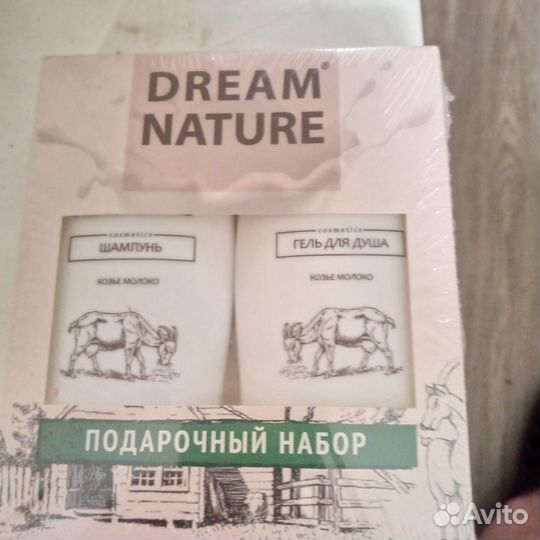 DREAM®
NATURE
cosmetics
ШАМПУНЬ
КОЗЬЕ МОЛОКО
cosmetics
ГЕЛЬ ДЛЯ ДУША
КОЗЬЕ МОЛОКО
ПОДАРОЧНЫЙ НАБОР
Avito